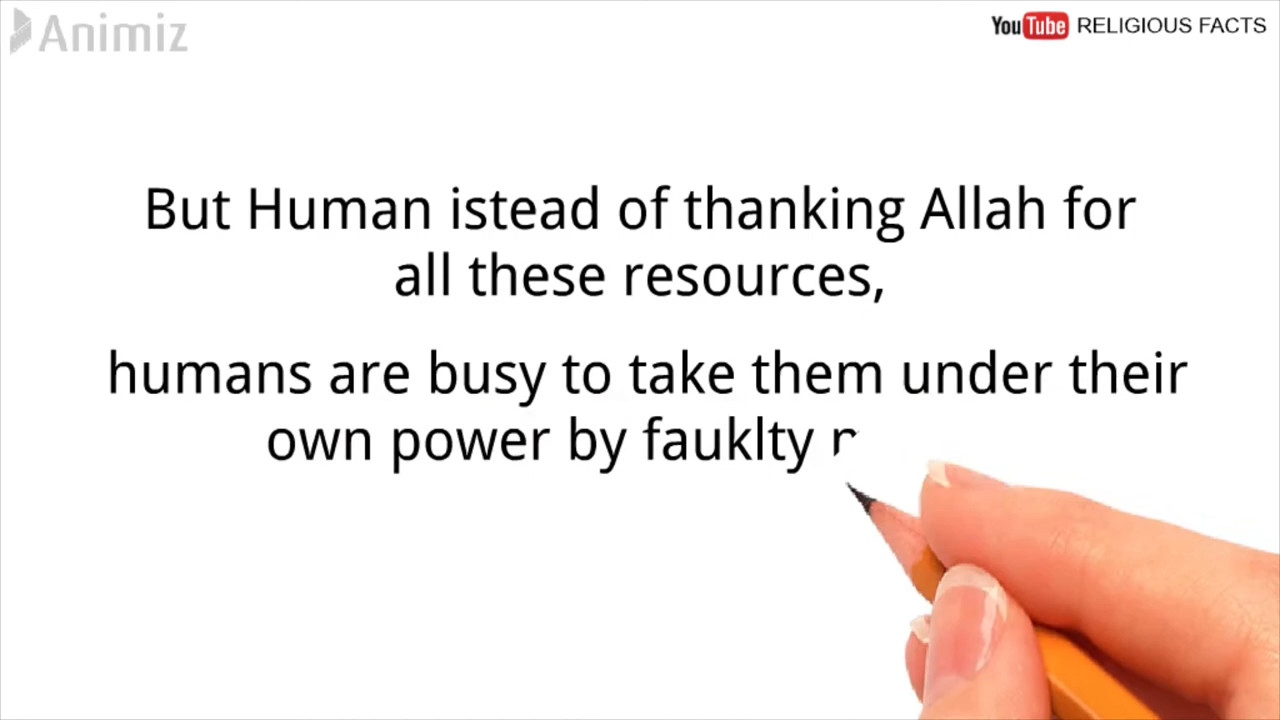 Animiz
YouTube RELIGIOUS FACTS
But Human istead of thanking Allah for
all these resources,
humans are busy to take them under their
own power by fauklty